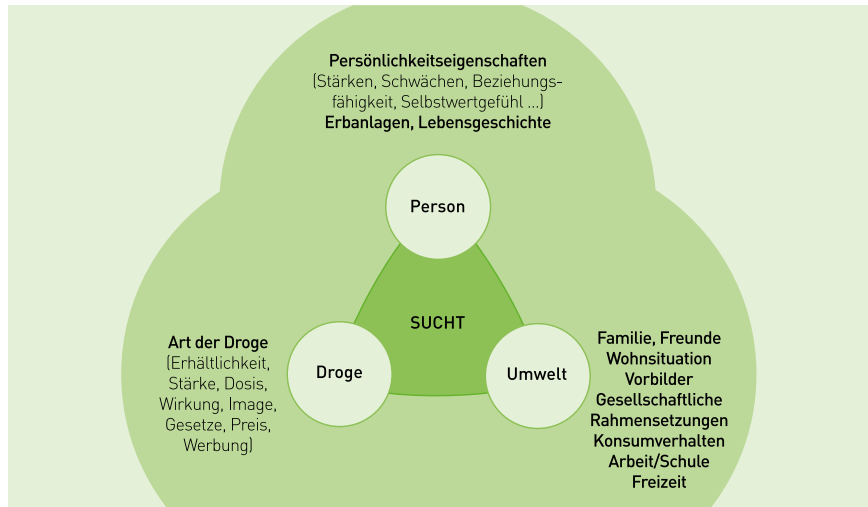 Persönlichkeitseigenschaften
(Stärken, Schwächen, Beziehungs-
fähigkeit, Selbstwertgefühl ...)
Erbanlagen, Lebensgeschichte
Person
SUCHT
Art der Droge
(Erhältlichkeit,
Stärke, Dosis,
Wirkung, Image,
Gesetze, Preis,
Werbung)
Droge
Umwelt
Familie, Freunde
Wohnsituation
Vorbilder
Gesellschaftliche
Rahmensetzungen
Konsumverhalten
Arbeit/Schule
Freizeit